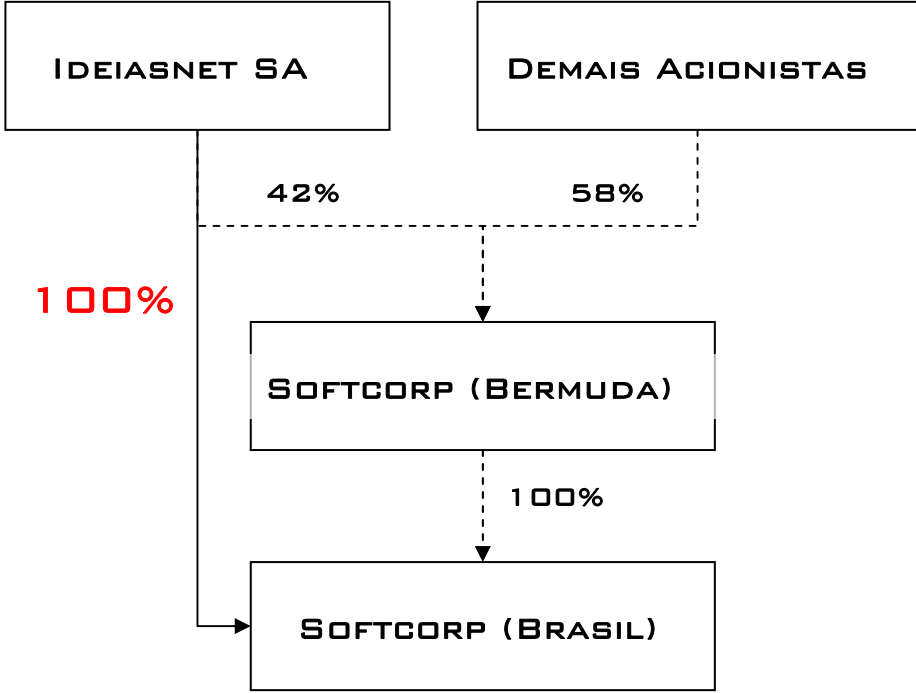 Ideiasnet SA
Demais Acionistas
42%
58%
100%
Softcorp (Bermuda)
100%
Softcorp (Brasil)